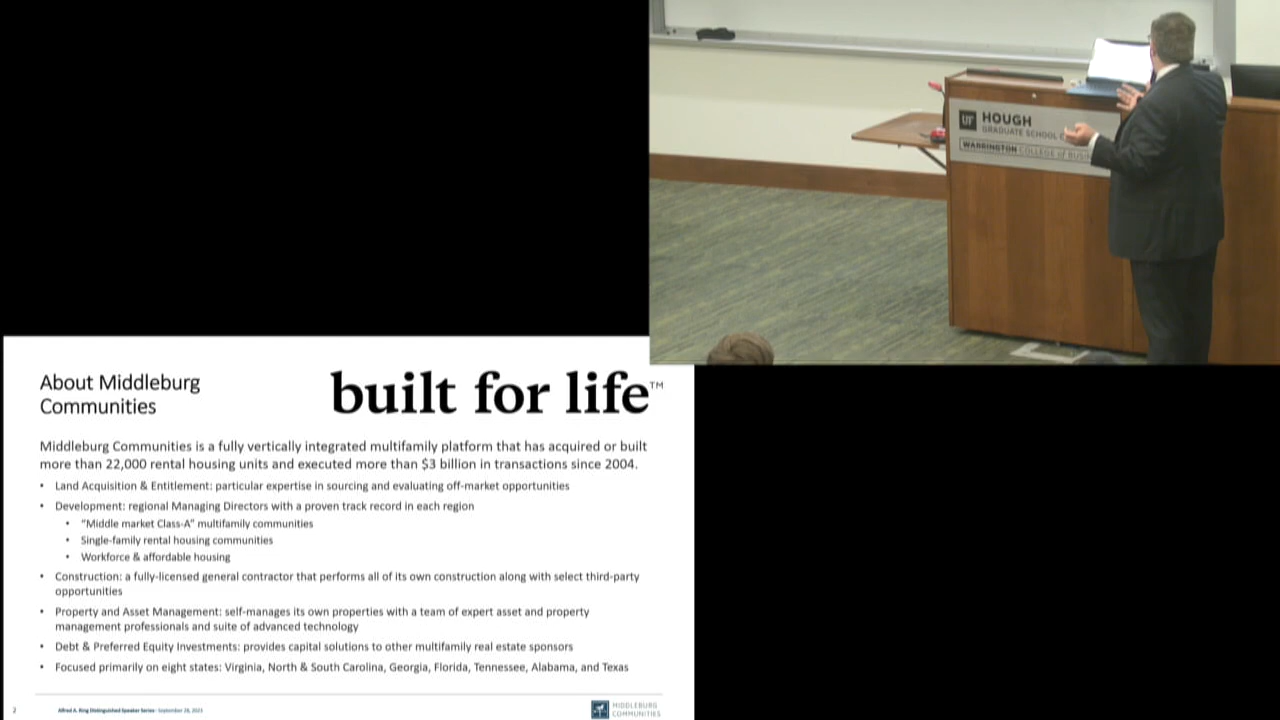 UF HOUGH
GRADUATE SCHOOL
WARRINGTON COLLEGE of
About Middleburg
Communities
built for life™
Middleburg Communities is a fully vertically integrated multifamily platform that has acquired or built
more than 22,000 rental housing units and executed more than $3 billion in transactions since 2004.
• Land Acquisition & Entitlement: particular expertise in sourcing and evaluating off-market opportunities
• Development: regional Managing Directors with a proven track record in each region
• "Middle market Class-A" multifamily communities
• Single-family rental housing communities
• Workforce & affordable housing
• Construction: a fully-licensed general contractor that performs all of its own construction along with select third-party
opportunities
• Property and Asset Management: self-manages its own properties with a team of expert asset and property
management professionals and suite of advanced technology
• Debt & Preferred Equity Investments: provides capital solutions to other multifamily real estate sponsors
• Focused primarily on eight states: Virginia, North & South Carolina, Georgia, Florida, Tennessee, Alabama, and Texas
2
Alfred A. Ring Distinguished Speaker Series - September
MIDDLEBURG
COMMUNITIES